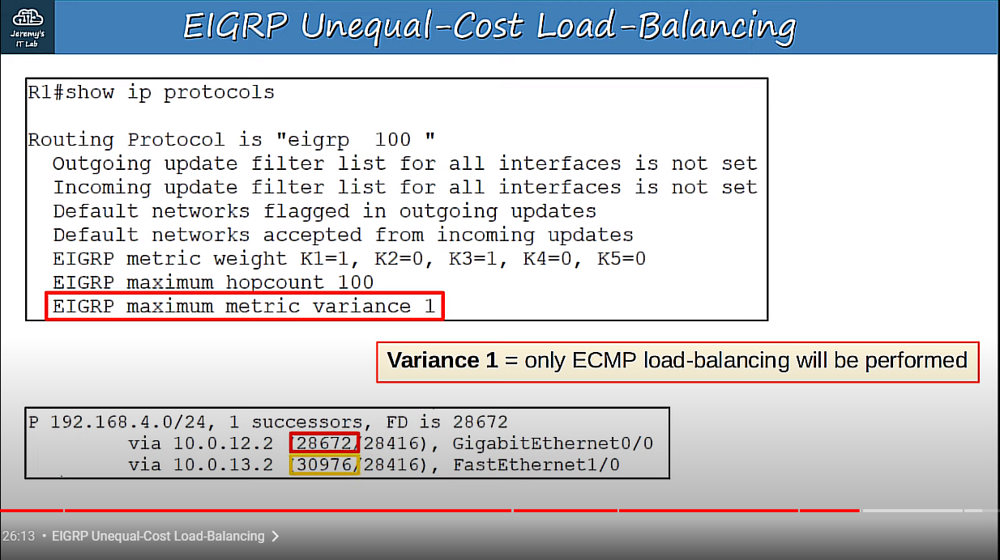 Jeremy's
IT Lab
EIGRP Unequal-Cost Load-Balancing
R1#show ip protocols
Routing Protocol is "eigrp  100 "
  Outgoing update filter list for all interfaces is not set
  Incoming update filter list for all interfaces is not set
  Default networks flagged in outgoing updates
  Default networks accepted from incoming updates
  EIGRP metric weight K1=1, K2=0, K3=1, K4=0, K5=0
  EIGRP maximum hopcount 100
  EIGRP maximum metric variance 1
Variance 1 = only ECMP load-balancing will be performed
P 192.168.4.0/24, 1 successors, FD is 28672
        via 10.0.12.2 (28672/28416), GigabitEthernet0/0
        via 10.0.13.2 (30976/28416), FastEthernet1/0
26:13 • EIGRP Unequal-Cost Load-Balancing >